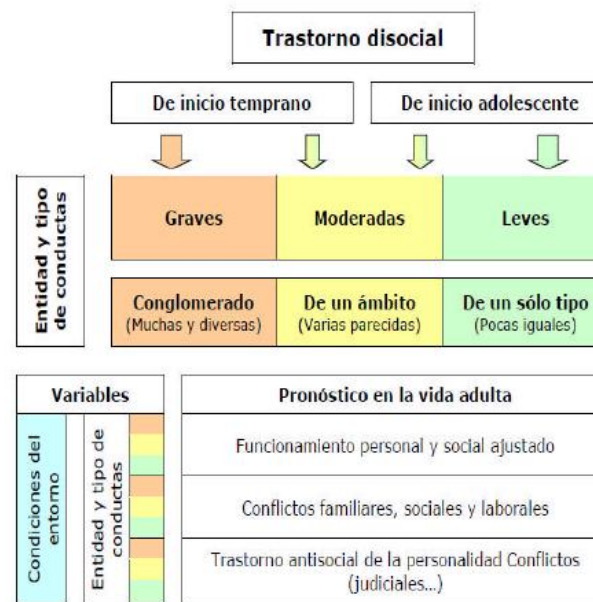 Trastorno disocial
De inicio temprano
De inicio adolescente
Entidad y tipo
de conductas
Graves
Moderadas
Leves
Conglomerado
(Muchas y diversas)
De un ámbito
(Varias parecidas)
De un sólo tipo
(Pocas iguales)
Variables
Pronóstico en la vida adulta
Condiciones del
entorno
Entidad y tipo de
conductas
Funcionamiento personal y social ajustado
Conflictos familiares, sociales y laborales
Trastorno antisocial de la personalidad Conflictos
(judiciales...)